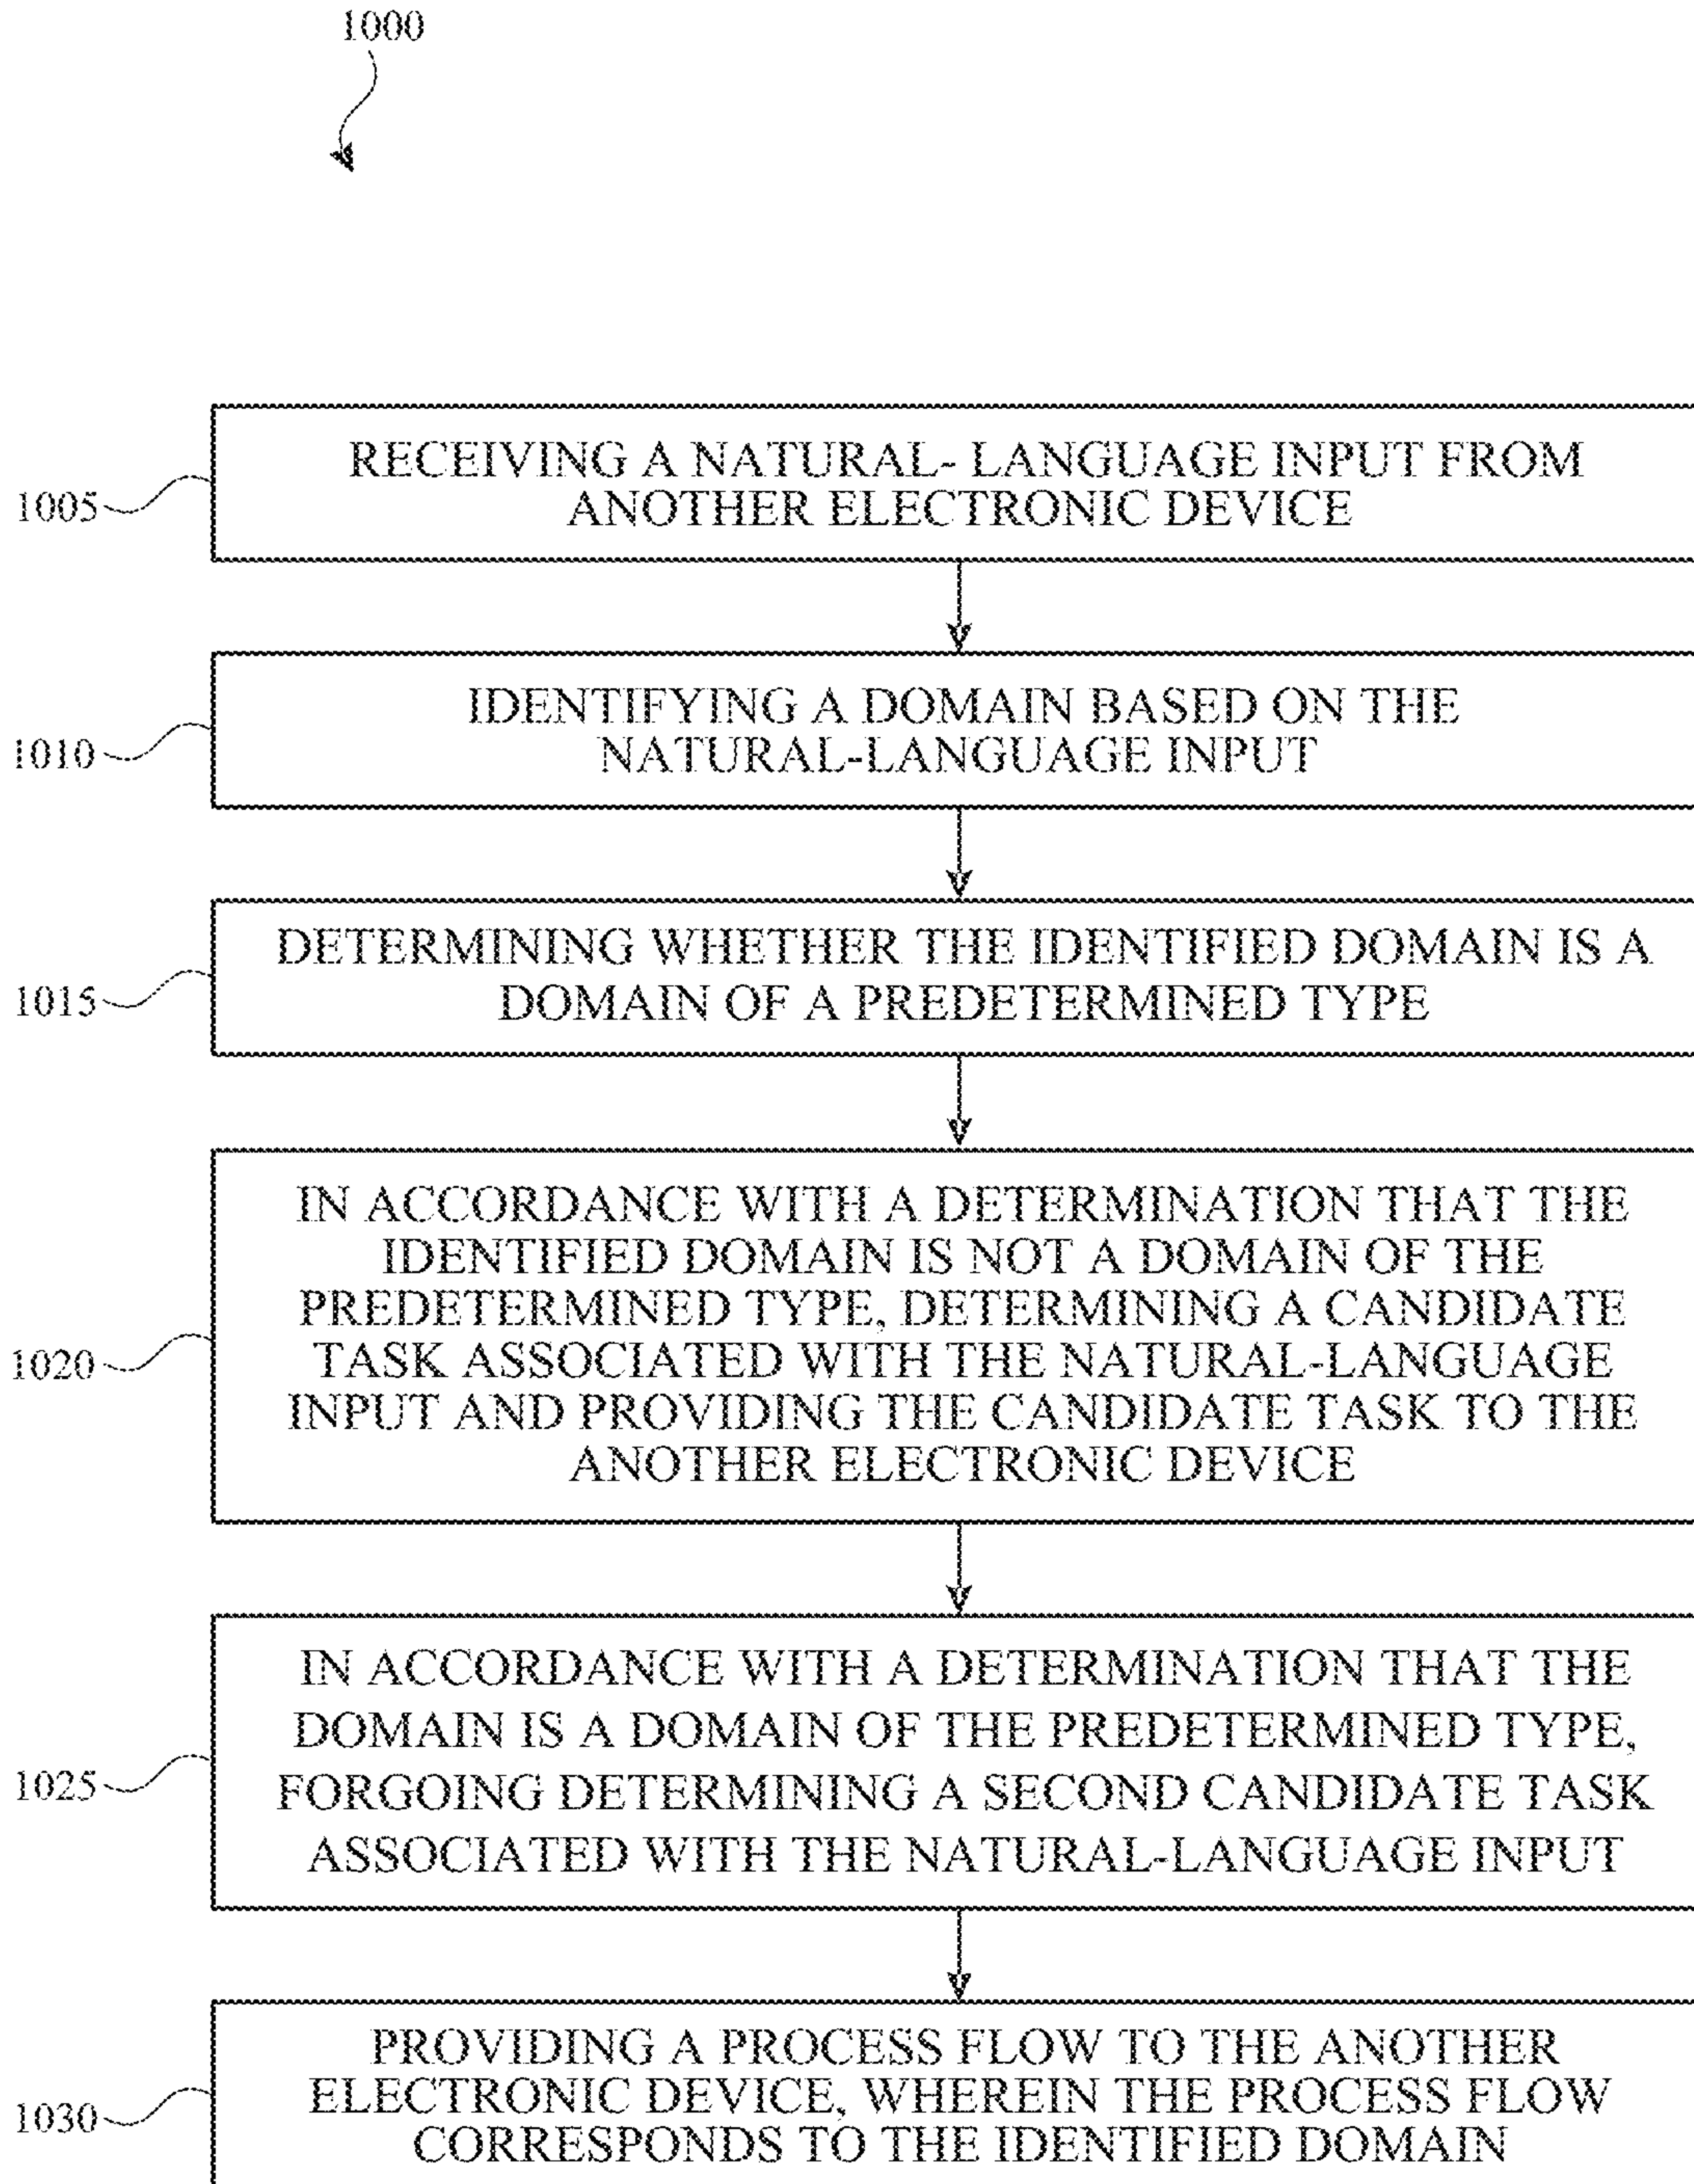 1000
RECEIVING A NATURAL- LANGUAGE INPUT FROM
ANOTHER ELECTRONIC DEVICE
1005
IDENTIFYING A DOMAIN BASED ON THE
NATURAL-LANGUAGE INPUT
1010
DETERMINING WHETHER THE IDENTIFIED DOMAIN IS A
DOMAIN OF A PREDETERMINED TYPE
1015
IN ACCORDANCE WITH A DETERMINATION THAT THE
IDENTIFIED DOMAIN IS NOT A DOMAIN OF THE
PREDETERMINED TYPE, DETERMINING A CANDIDATE
TASK ASSOCIATED WITH THE NATURAL-LANGUAGE
INPUT AND PROVIDING THE CANDIDATE TASK TO THE
ANOTHER ELECTRONIC DEVICE
1020
IN ACCORDANCE WITH A DETERMINATION THAT THE
DOMAIN IS A DOMAIN OF THE PREDETERMINED TYPE,
FORGOING DETERMINING A SECOND CANDIDATE TASK
ASSOCIATED WITH THE NATURAL-LANGUAGE INPUT
1025
PROVIDING A PROCESS FLOW TO THE ANOTHER
ELECTRONIC DEVICE, WHEREIN THE PROCESS FLOW
CORRESPONDS TO THE IDENTIFIED DOMAIN
1030